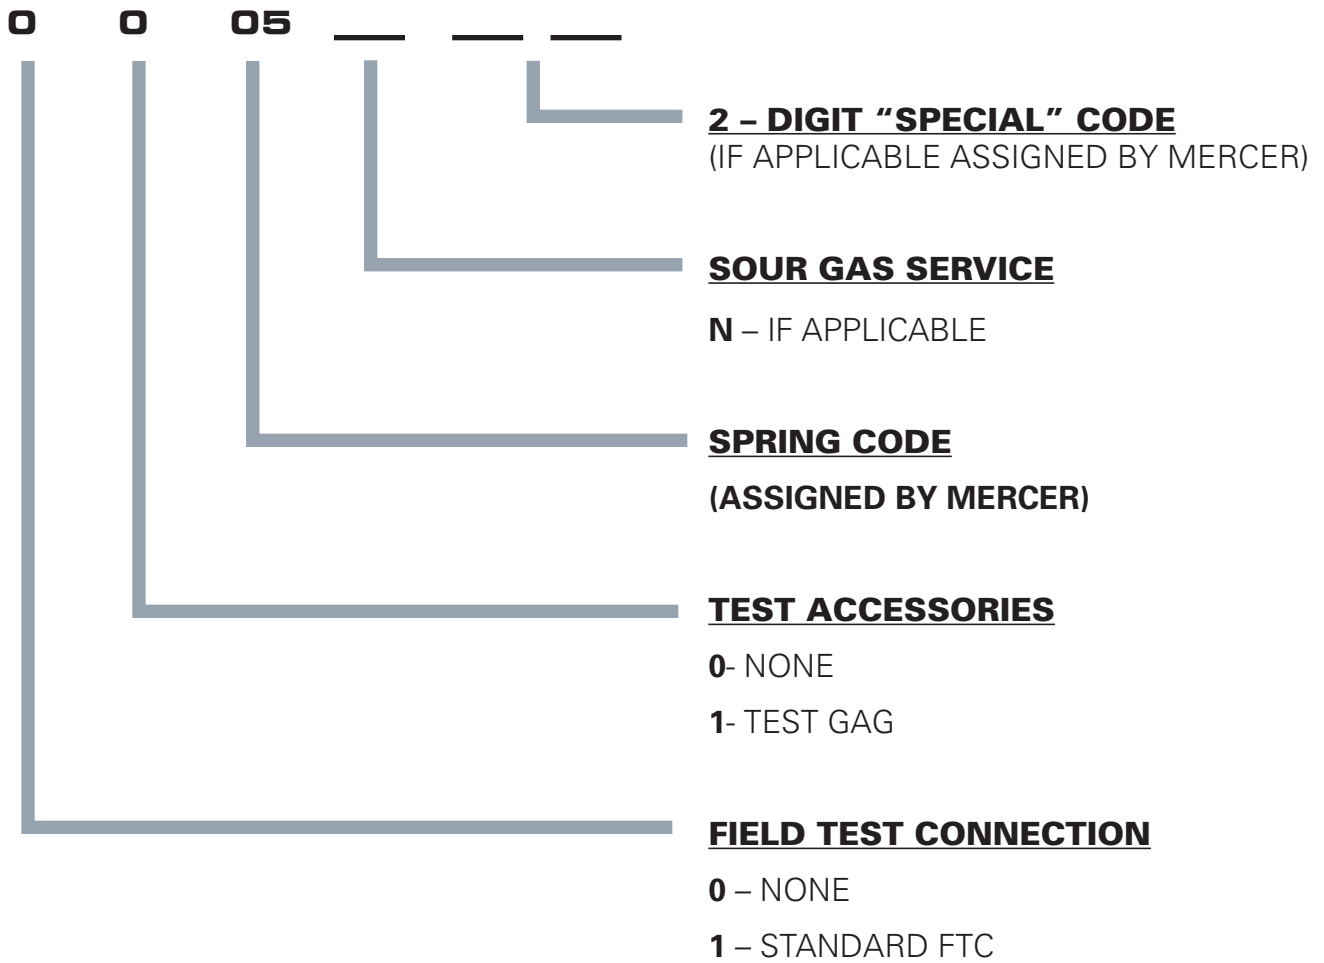 0 0 05 __ __ __
2 – DIGIT “SPECIAL” CODE
(IF APPLICABLE ASSIGNED BY MERCER)
SOUR GAS SERVICE
N – IF APPLICABLE
SPRING CODE
(ASSIGNED BY MERCER)
TEST ACCESSORIES
0- NONE
1- TEST GAG
FIELD TEST CONNECTION
0 – NONE
1 – STANDARD FTC